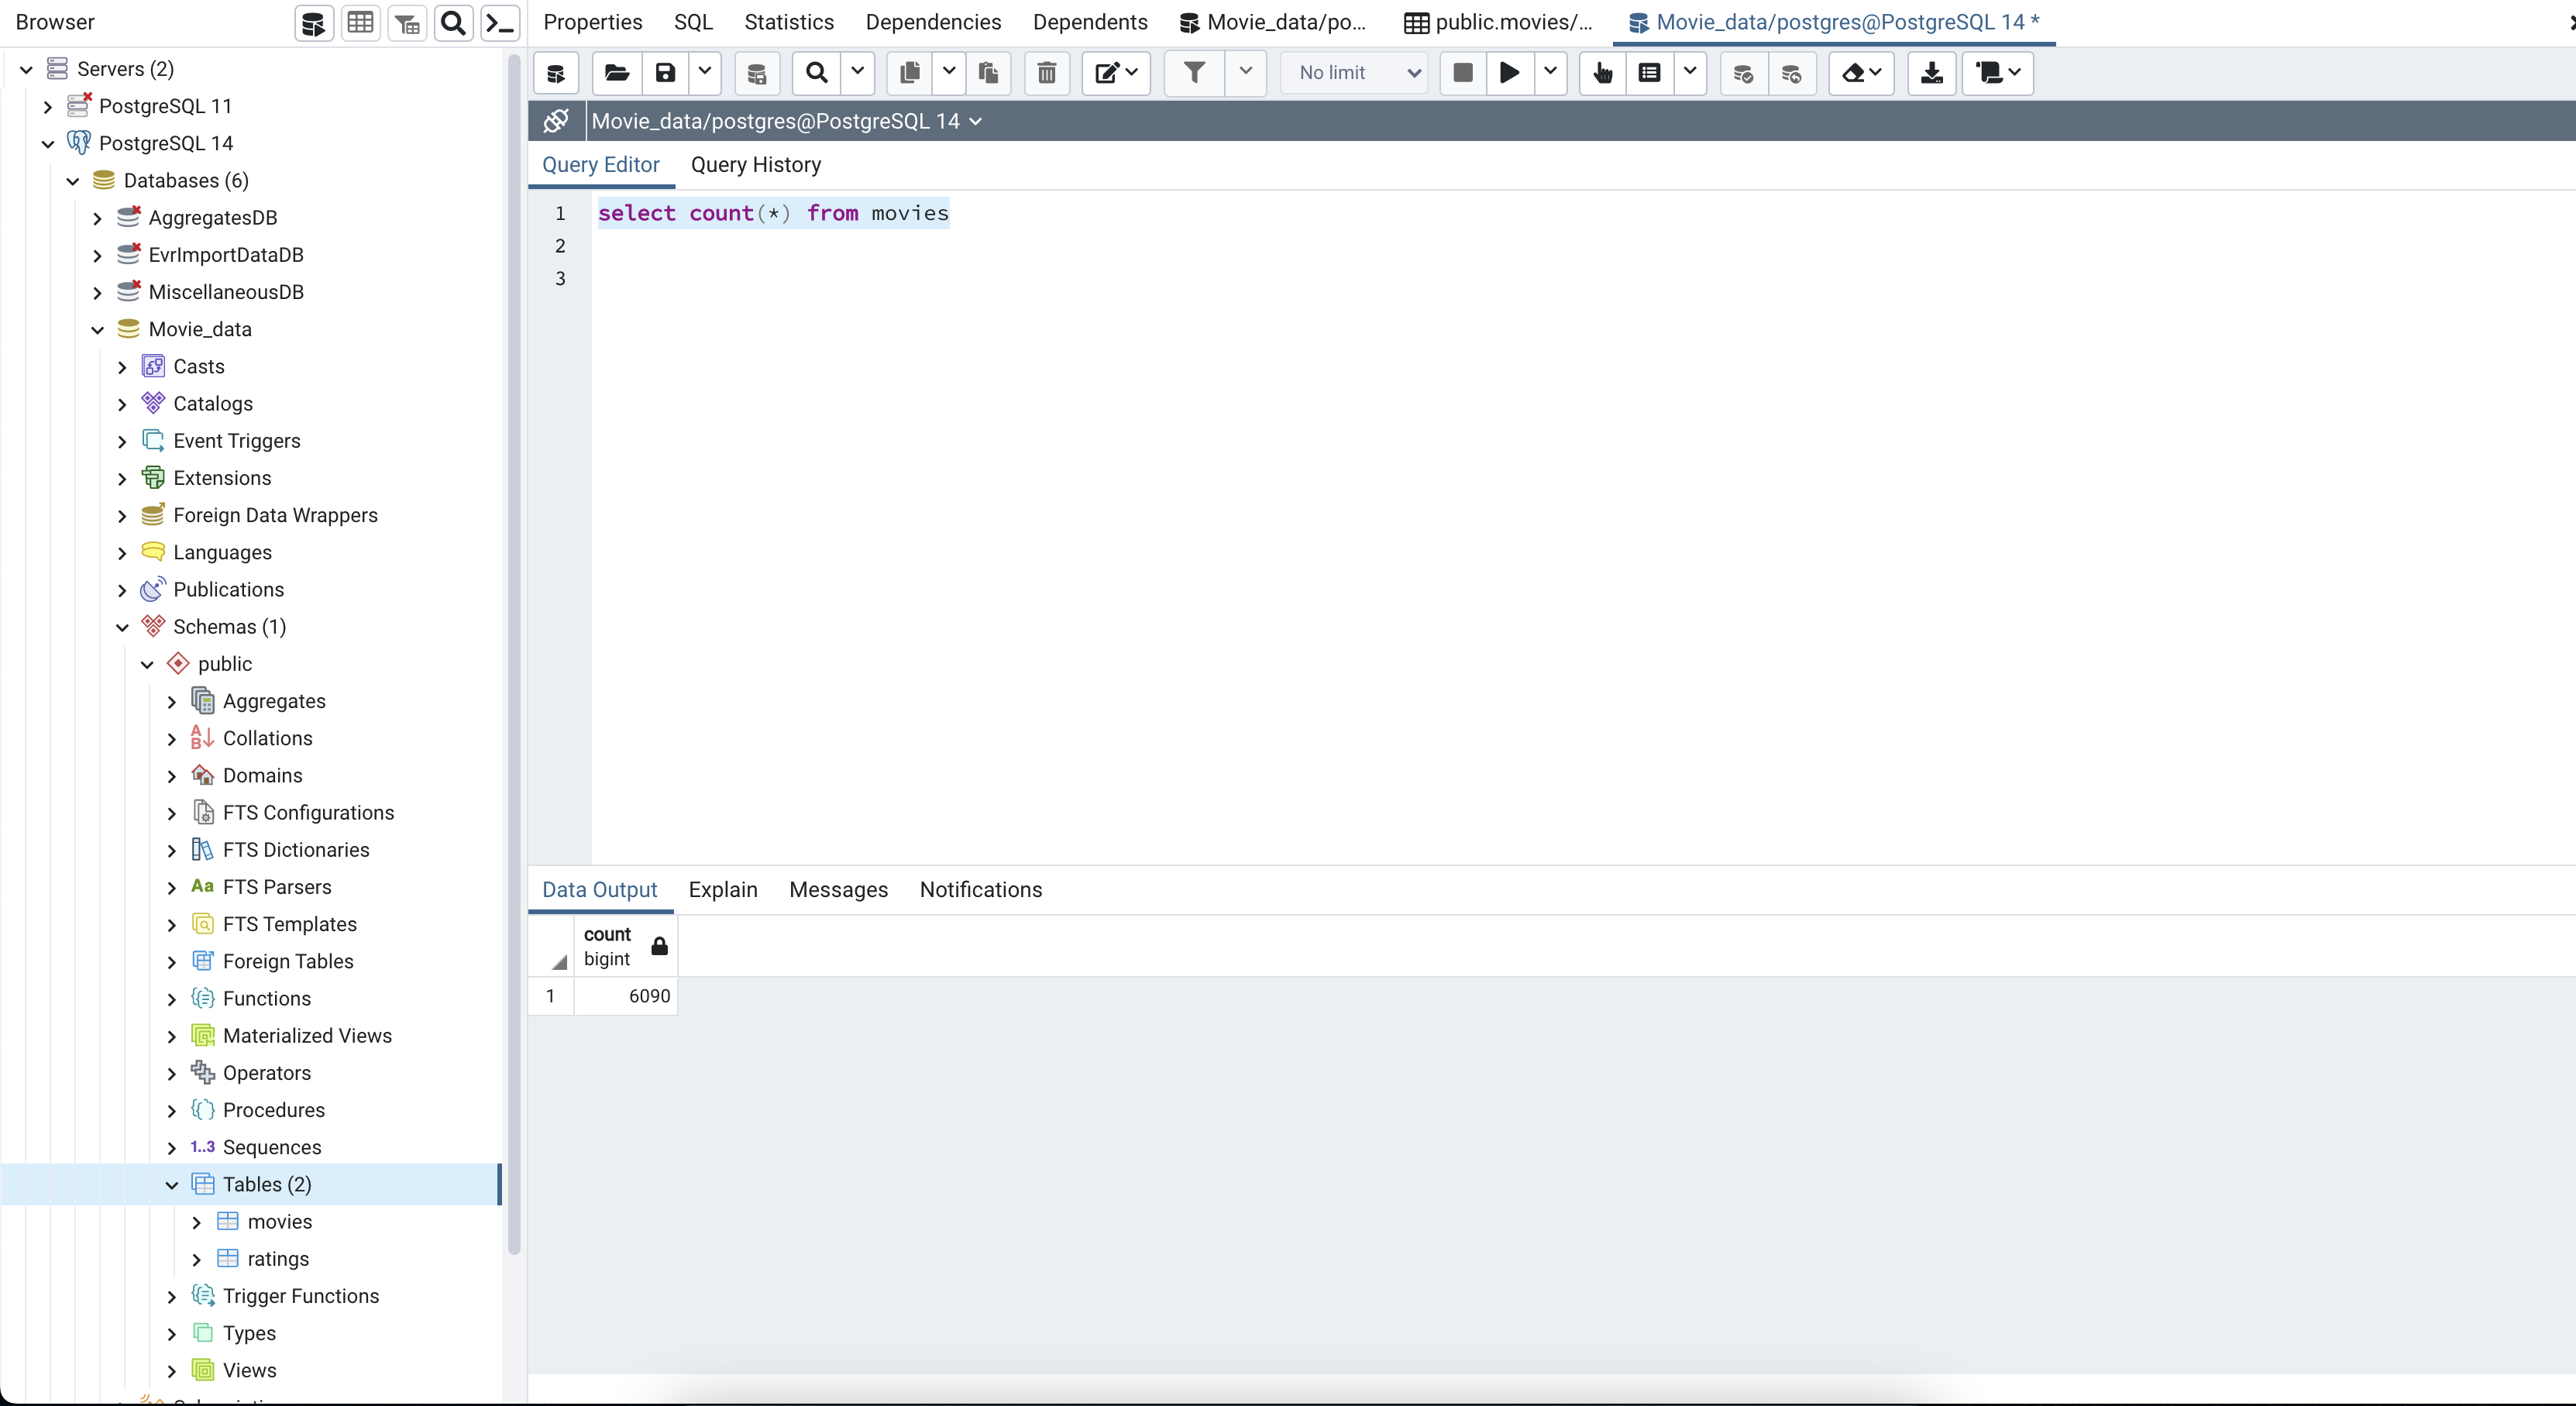 Browser
Servers (2)
PostgreSQL 11
PostgreSQL 14
Databases (6)
AggregatesDB
EvrImportDataDB
MiscellaneousDB
Movie_data
Casts
Catalogs
Event Triggers
Extensions
Foreign Data Wrappers
Languages
Publications
Schemas (1)
public
Aggregates
Collations
Domains
FTS Configurations
FTS Dictionaries
Aa FTS Parsers
FTS Templates
Foreign Tables
Functions
Materialized Views
Operators
Procedures
1..3 Sequences
Tables (2)
movies
ratings
Trigger Functions
Types
Views
Properties SQL Statistics Dependencies Dependents Movie_data/po... public.movies/... Movie_data/postgres@PostgreSQL 14 *
No limit
Movie_data/postgres@PostgreSQL 14
Query Editor Query History
1 select count(*) from movies
2
3
Data Output Explain Messages Notifications
count
bigint
1 6090